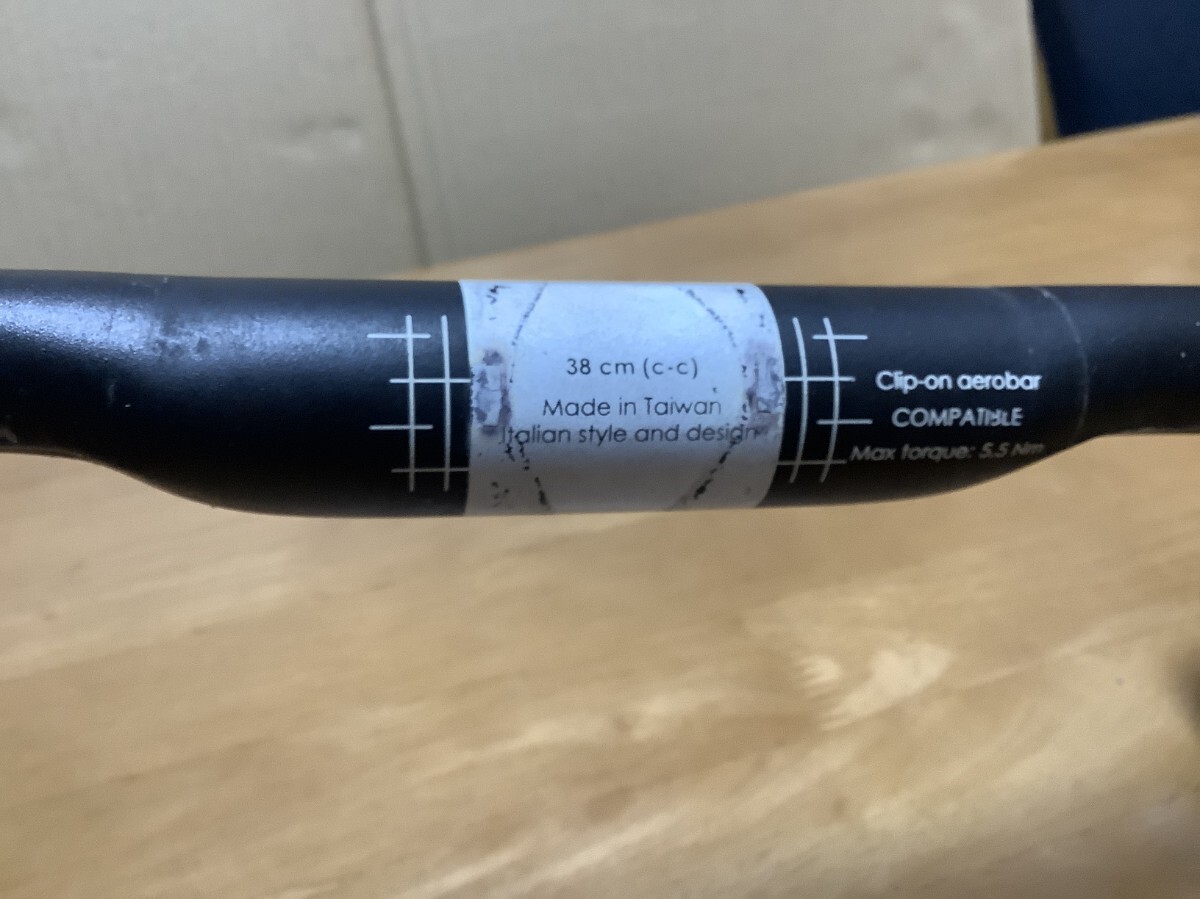 38 cm (c-c)
Made in Taiwan
Italian style and design
Clip-on aerobar
COMPATIBLE
Max torque: 5.5 Nm